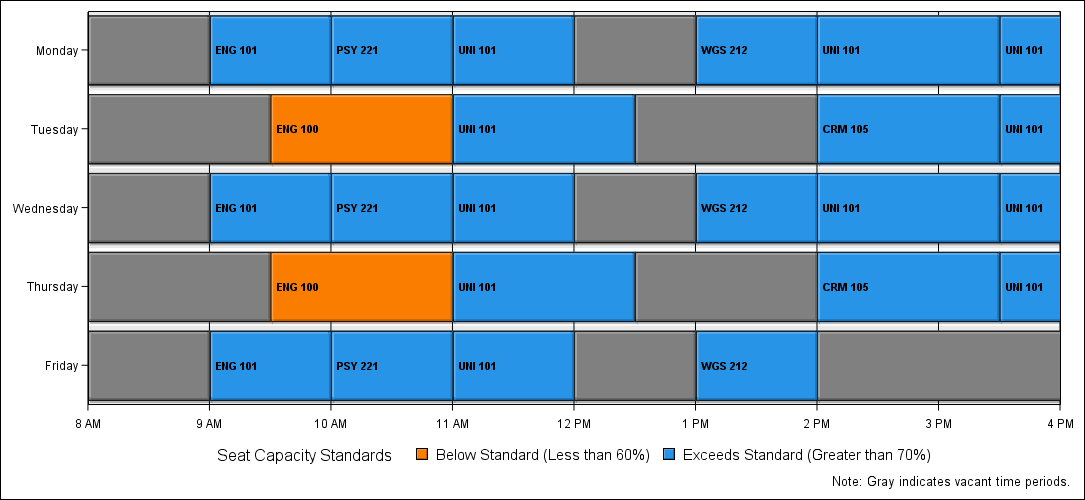 Monday ENG 101 PSY 221 UNI 101 WGS 212 UNI 101 UNI 101
Tuesday ENG 100 UNI 101 CRM 105 UNI 101
Wednesday ENG 101 PSY 221 UNI 101 WGS 212 UNI 101 UNI 101
Thursday ENG 100 UNI 101 CRM 105 UNI 101
Friday ENG 101 PSY 221 UNI 101 WGS 212
8 AM 9 AM 10 AM 11 AM 12 PM 1 PM 2 PM 3 PM 4 PM
Seat Capacity Standards Below Standard (Less than 60%) Exceeds Standard (Greater than 70%)
Note: Gray indicates vacant time periods.